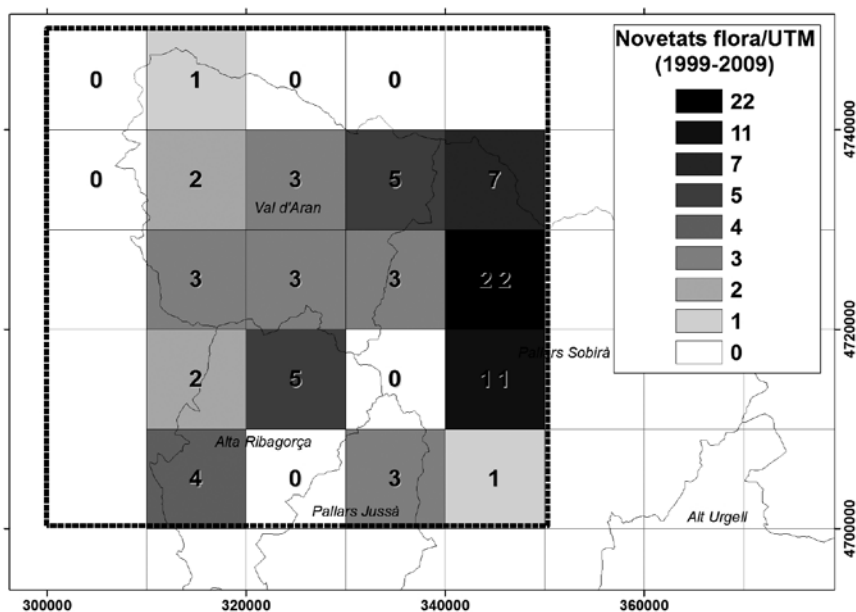 Novetats flora/UTM
(1999-2009)
22
11
7
5
4
3
2
1
0
0 1 0 0
0 2 3 5 7
Val d'Aran
3 3 3 22
Pallars Sobirà
2 5 0 11
Alta Ribagorça
4 0 3 1
Pallars Jussà
Alt Urgell
4740000
4720000
4700000
300000 320000 340000 360000